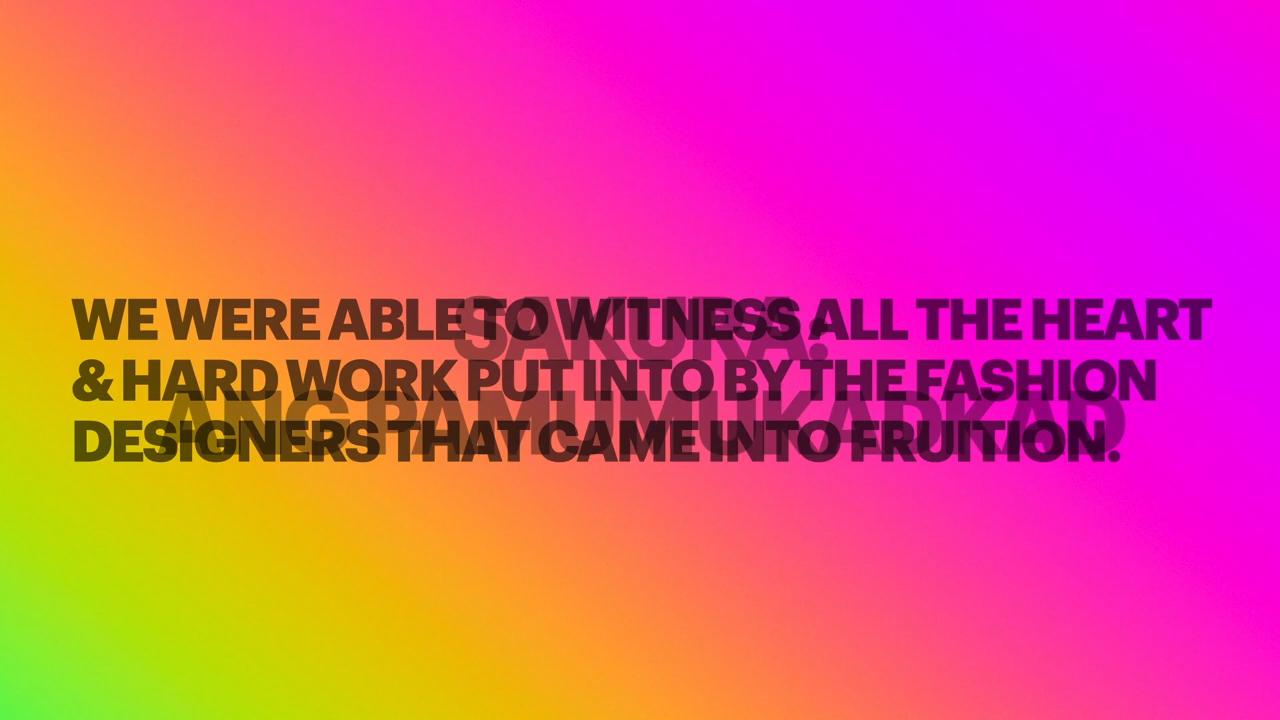 WE WERE ABLE TO WITNESS ALL THE HEART
& HARD WORK PUT INTO BY THE FASHION
DESIGNERS THAT CAME INTO FRUITION.
SAKURA:
ANG PAMUMUKADKAD